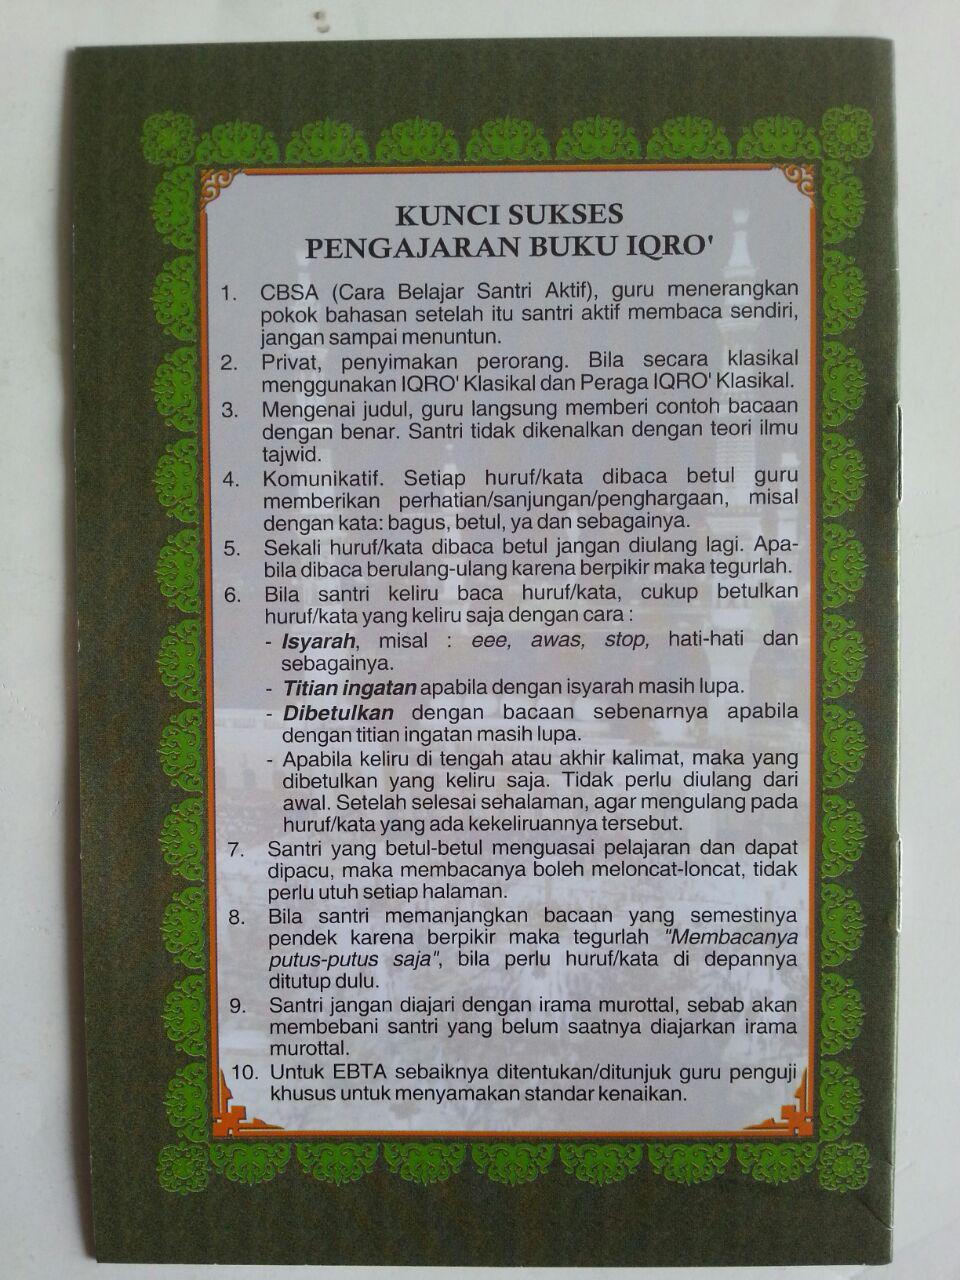 KUNCI SUKSES
PENGAJARAN BUKU IQRO'
1. CBSA (Cara Belajar Santri Aktif), guru menerangkan
pokok bahasan setelah itu santri aktif membaca sendiri,
jangan sampai menuntun.
2. Privat, penyimakan perorang. Bila secara klasikal
menggunakan IQRO' Klasikal dan Peraga IQRO' Klasikal.
3. Mengenai judul, guru langsung memberi contoh bacaan
dengan benar. Santri tidak dikenalkan dengan teori ilmu
tajwid.
4. Komunikatif. Setiap huruf/kata dibaca betul guru
memberikan perhatian/sanjungan/penghargaan, misal
dengan kata: bagus, betul, ya dan sebagainya.
5. Sekali huruf/kata dibaca betul jangan diulang lagi. Apa-
bila dibaca berulang-ulang karena berpikir maka tegurlah.
6. Bila santri keliru baca huruf/kata, cukup betulkan
huruf/kata yang keliru saja dengan cara :
- Isyarah, misal : eee, awas, stop, hati-hati dan
sebagainya.
- Titian ingatan apabila dengan isyarah masih lupa.
- Dibetulkan dengan bacaan sebenarnya apabila
dengan titian ingatan masih lupa.
- Apabila keliru di tengah atau akhir kalimat, maka yang
dibetulkan yang keliru saja. Tidak perlu diulang dari
awal. Setelah selesai sehalaman, agar mengulang pada
huruf/kata yang ada kekeliruannya tersebut.
7. Santri yang betul-betul menguasai pelajaran dan dapat
dipacu, maka membacanya boleh meloncat-loncat, tidak
perlu utuh setiap halaman.
8. Bila santri memanjangkan bacaan yang semestinya
pendek karena berpikir maka tegurlah "Membacanya
putus-putus saja", bila perlu huruf/kata di depannya
ditutup dulu.
9. Santri jangan diajari dengan irama murottal, sebab akan
membebani santri yang belum saatnya diajarkan irama
murottal.
10. Untuk EBTA sebaiknya ditentukan/ditunjuk guru penguji
khusus untuk menyamakan standar kenaikan.